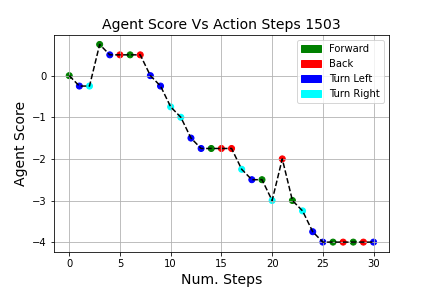 Agent Score Vs Action Steps 1503
Forward
Back
Turn Left
Turn Right
Agent Score
0
−1
−2
−3
−4
0 5 10 15 20 25 30
Num. Steps